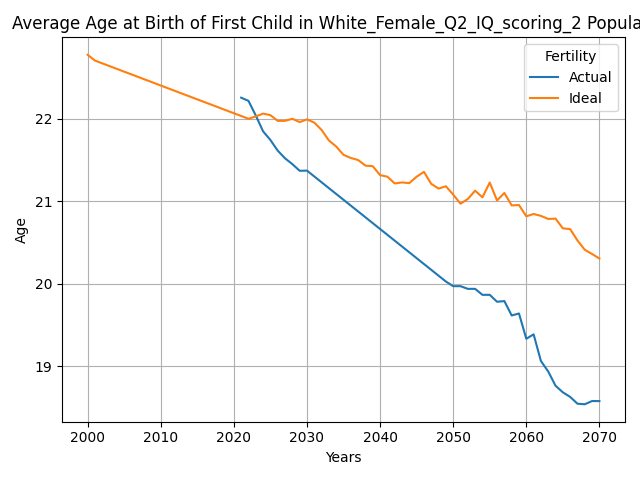 Average Age at Birth of First Child in White_Female_Q2_IQ_scoring_2 Popula
Fertility
Actual
Ideal
22
21
20
19
Age
2000 2010 2020 2030 2040 2050 2060 2070
Years